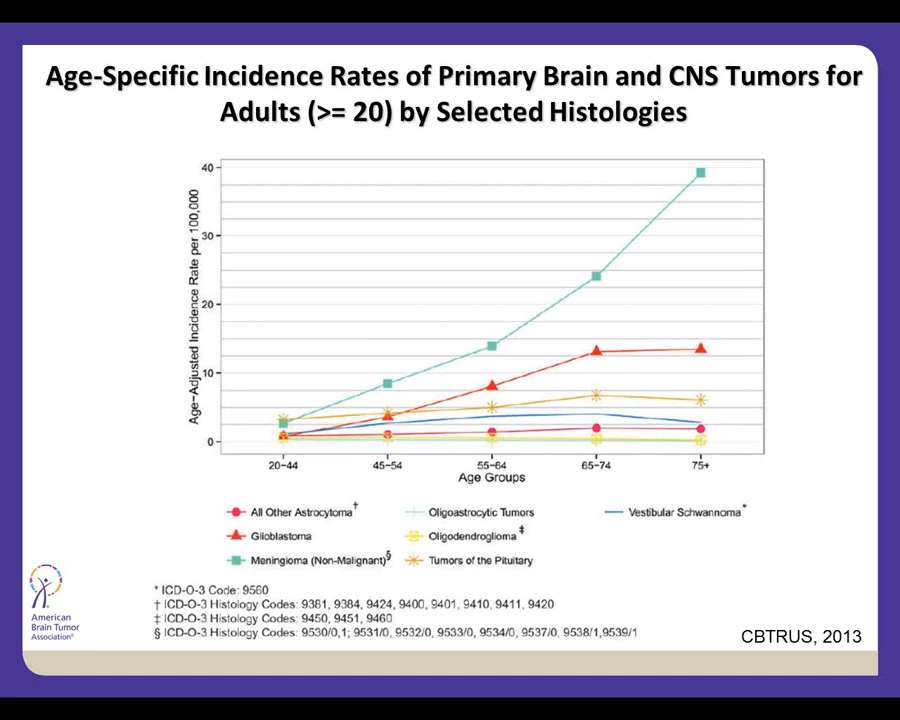 Age-Specific Incidence Rates of Primary Brain and CNS Tumors for
Adults (>= 20) by Selected Histologies
Age-Adjusted Incidence Rate per 100,000
40
30
20
10
0
20-44 45-54 55-64 65-74 75+
Age Groups
All Other Astrocytoma† Oligoastrocytic Tumors Vestibular Schwannoma*
Glioblastoma Oligodendroglioma‡
Meningioma (Non-Malignant)§ Tumors of the Pituitary
* ICD-O-3 Code: 9560
† ICD-O-3 Histology Codes: 9381, 9384, 9424, 9400, 9401, 9410, 9411, 9420
‡ ICD-O-3 Histology Codes: 9450, 9451, 9460
§ ICD-O-3 Histology Codes: 9530/0,1; 9531/0, 9532/0, 9533/0, 9534/0, 9537/0, 9538/1,9539/1
American
Brain Tumor
Association®
CBTRUS, 2013